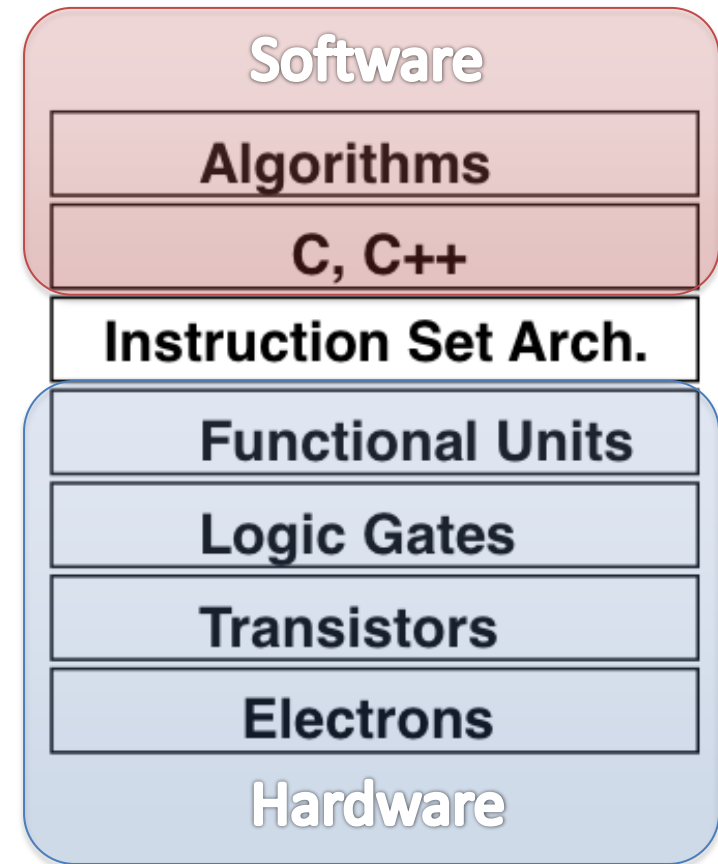 Software
Algorithms
C, C++
Instruction Set Arch.
Functional Units
Logic Gates
Transistors
Electrons
Hardware